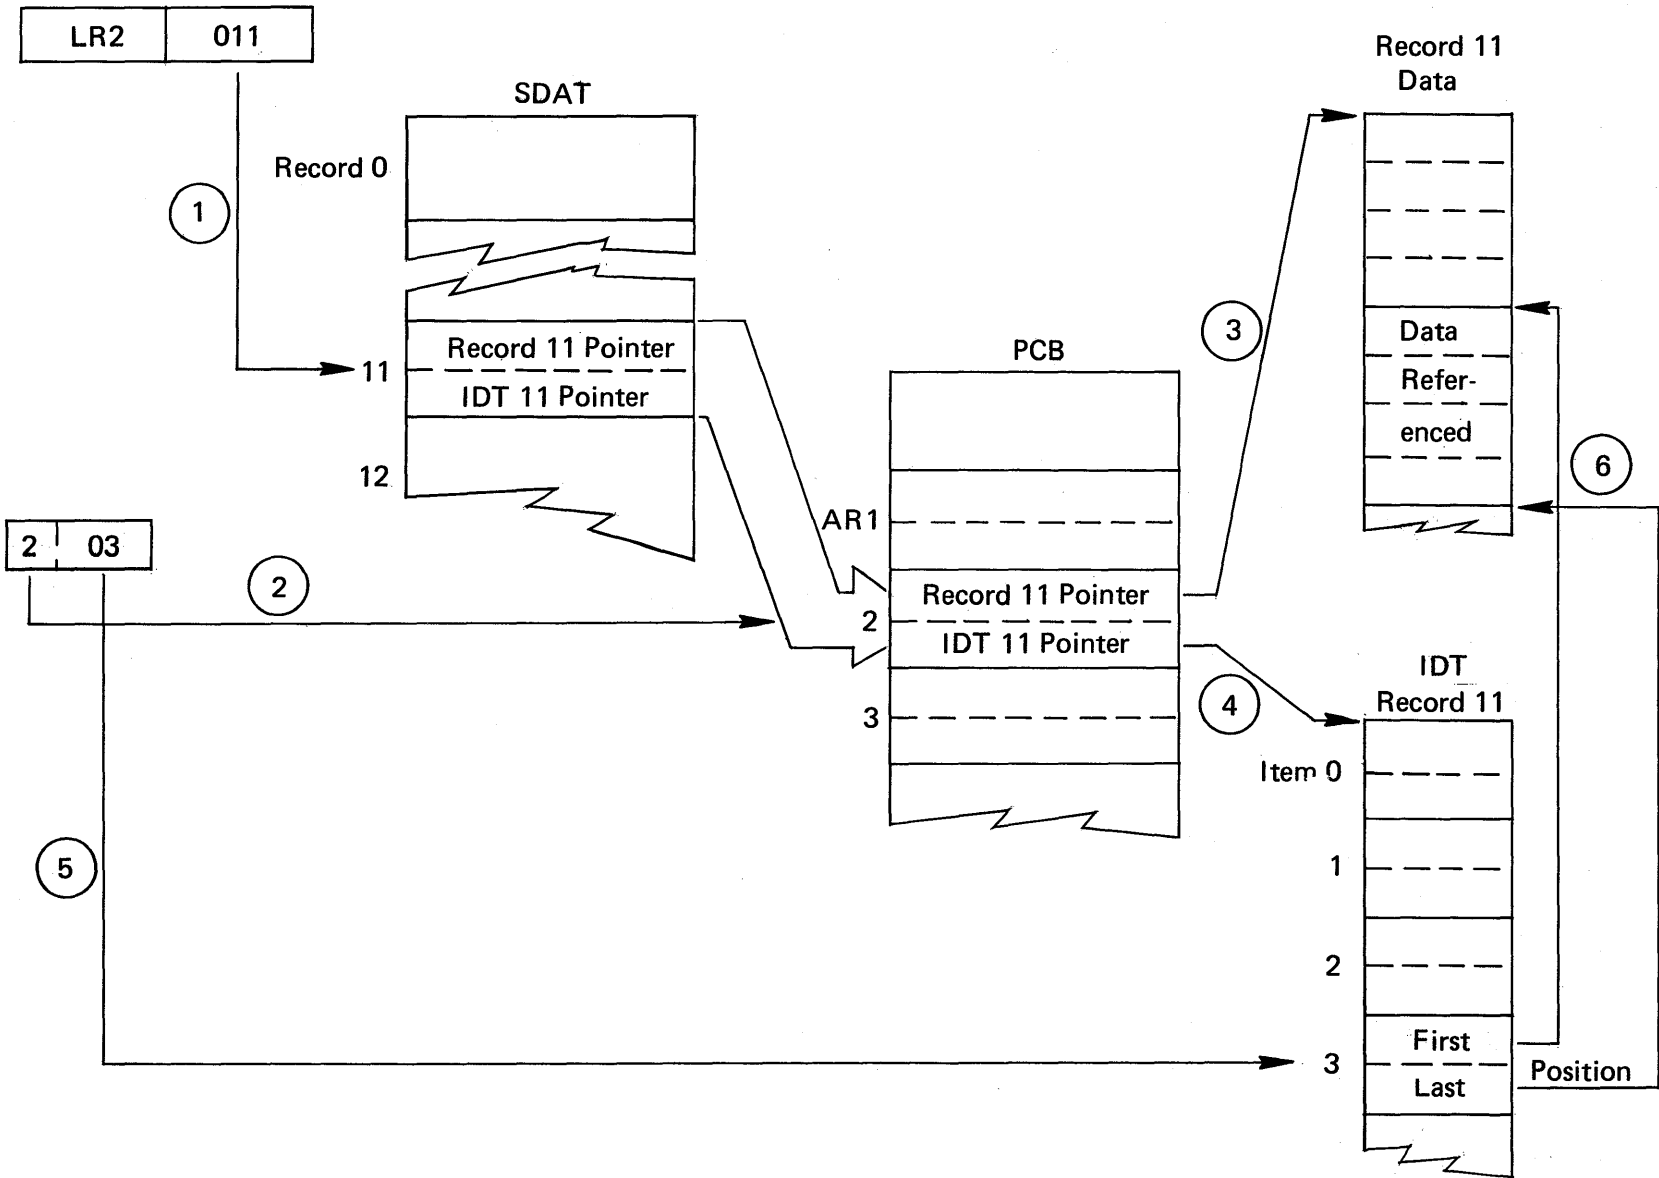 LR2 011
SDAT
Record 0
1
Record 11 Pointer
11
IDT 11 Pointer
12
2 03
2
PCB
AR1
Record 11 Pointer
2
IDT 11 Pointer
3
3
4
Record 11
Data
Data
Refer-
enced
6
IDT
Record 11
Item 0
1
2
5
First
3
Last
Position